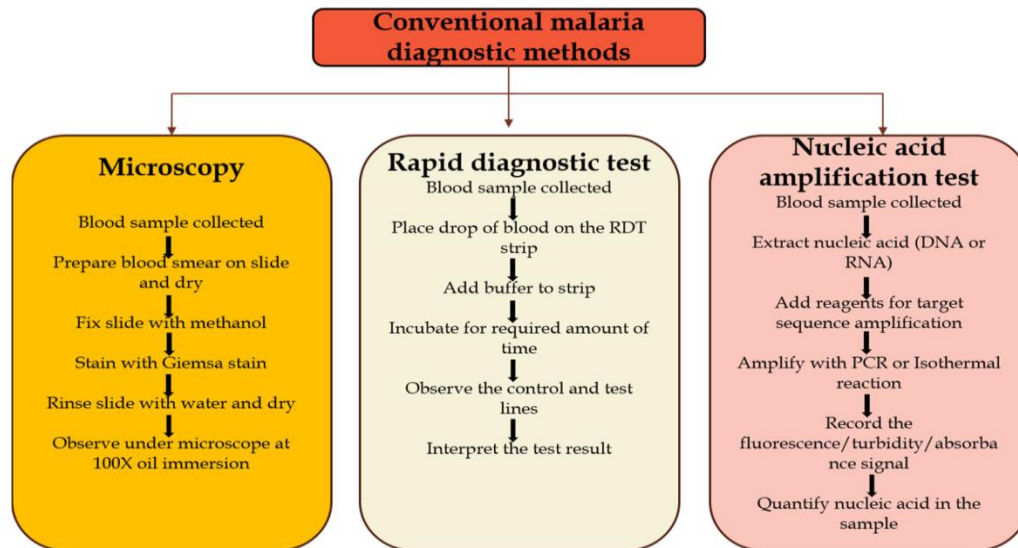 Conventional malaria
diagnostic methods
Microscopy
Blood sample collected
Prepare blood smear on slide
and dry
Fix slide with methanol
Stain with Giemsa stain
Rinse slide with water and dry
Observe under microscope at
100X oil immersion
Rapid diagnostic test
Blood sample collected
Place drop of blood on the RDT
strip
Add buffer to strip
Incubate for required amount of
time
Observe the control and test
lines
Interpret the test result
Nucleic acid
amplification test
Blood sample collected
Extract nucleic acid (DNA or
RNA)
Add reagents for target
sequence amplification
Amplify with PCR or Isothermal
reaction
Record the
fluorescence/turbidity/absorba
nce signal
Quantify nucleic acid in the
sample